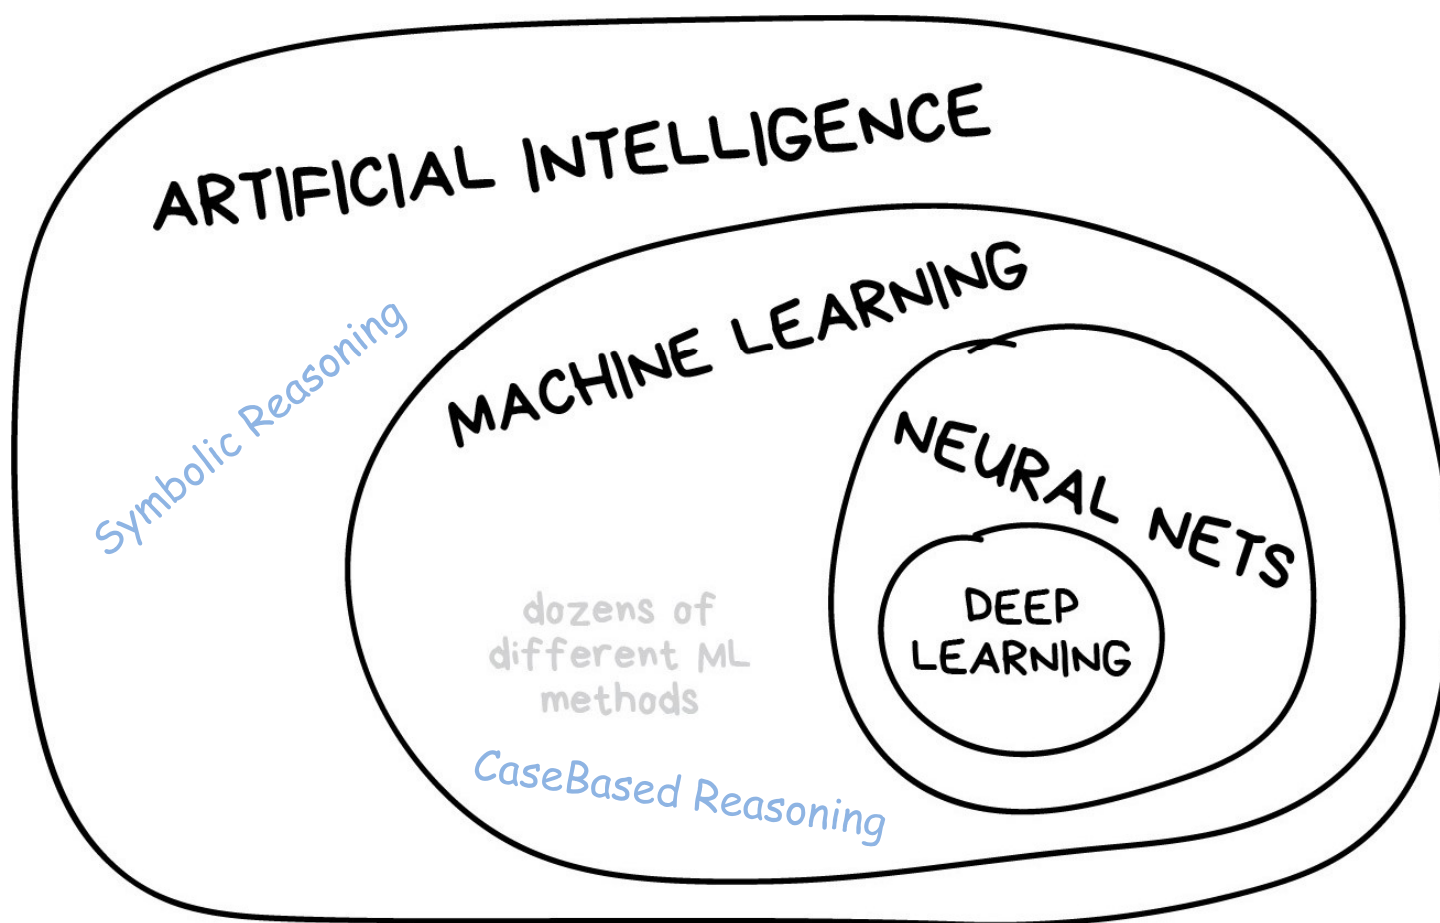 ARTIFICIAL INTELLIGENCE
MACHINE LEARNING
Symbolic Reasoning
NEURAL NETS
DEEP
LEARNING
dozens of
different ML
methods
CaseBased Reasoning